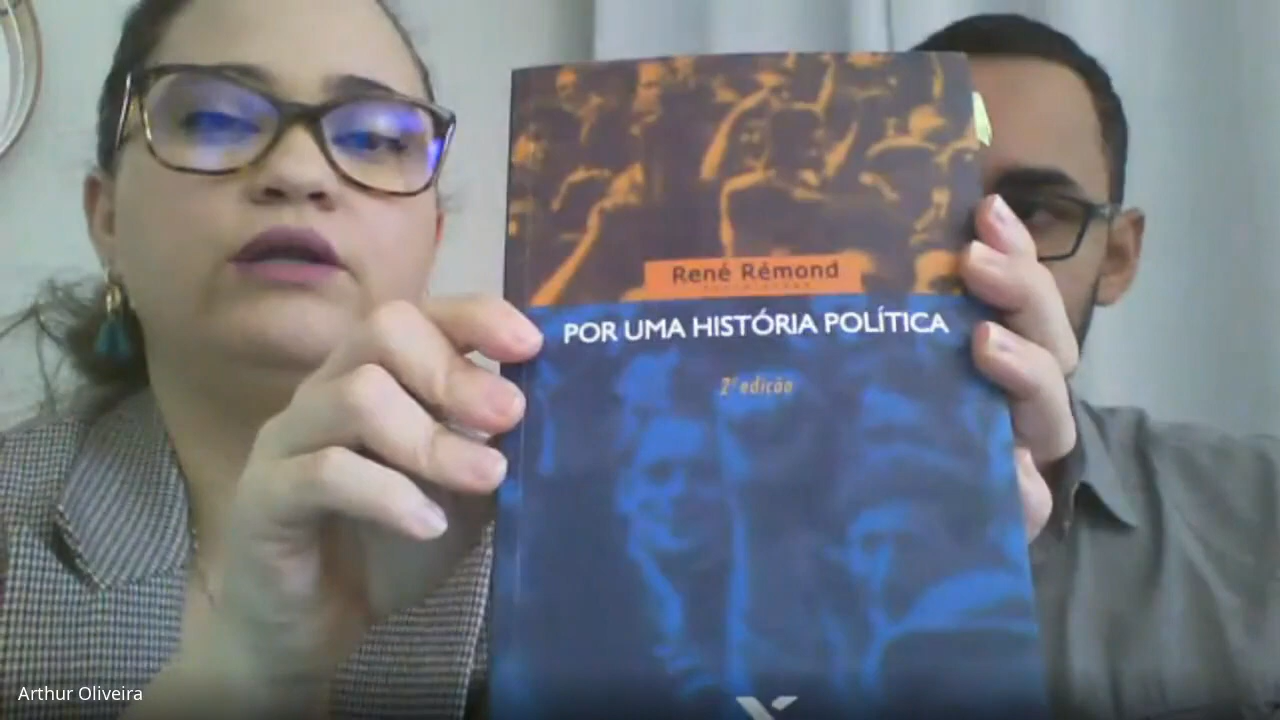 René Rémond
POR UMA HISTÓRIA POLÍTICA
2ª edição
Arthur Oliveira